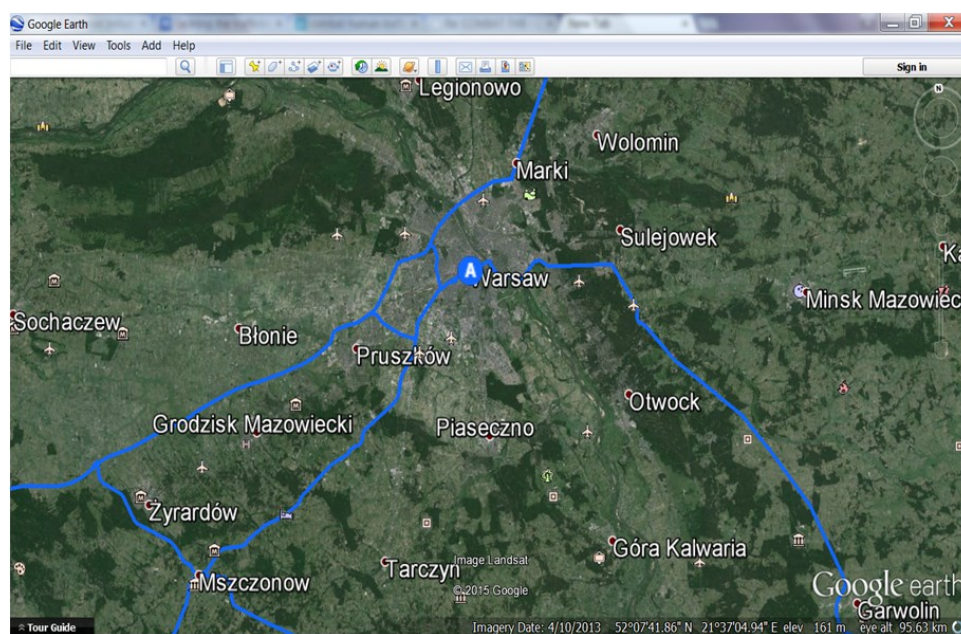 Google Earth
File Edit View Tools Add Help
Sign in
N
Legionowo
Wolomin
Marki
Sulejowek
A
Warsaw
Minsk Mazowiec
Sochaczew
Błonie
Pruszków
Otwock
Grodzisk Mazowiecki
Piaseczno
Żyrardów
Góra Kalwaria
Tarczyn
Mszczonow
Image Landsat
© 2015 Google
Google earth
Garwolin
Tour Guide
Imagery Date: 4/10/2013 52°07'41.86" N 21°37'04.94" E elev 161 m eye alt 95.63 km